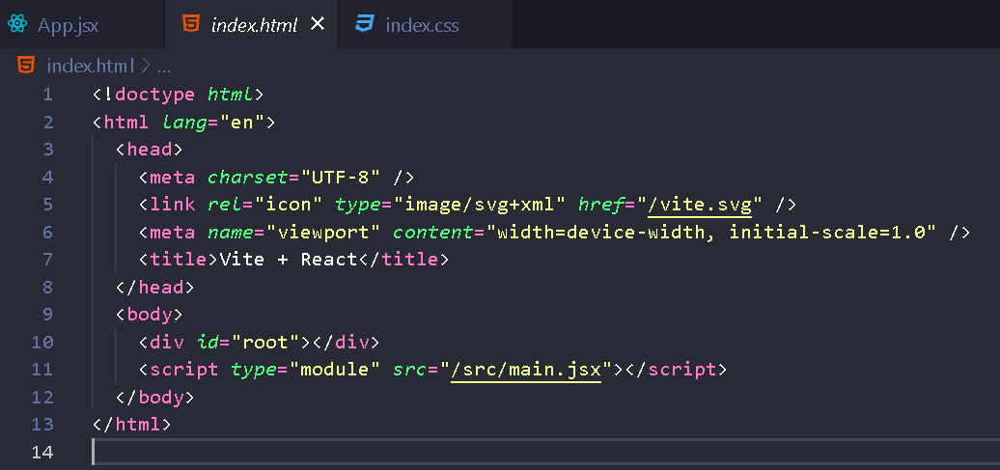 App.jsx index.html × index.css
index.html > ...
1 <!doctype html>
2 <html lang="en">
3 <head>
4 <meta charset="UTF-8" />
5 <link rel="icon" type="image/svg+xml" href="/vite.svg" />
6 <meta name="viewport" content="width=device-width, initial-scale=1.0" />
7 <title>Vite + React</title>
8 </head>
9 <body>
10 <div id="root"></div>
11 <script type="module" src="/src/main.jsx"></script>
12 </body>
13 </html>
14